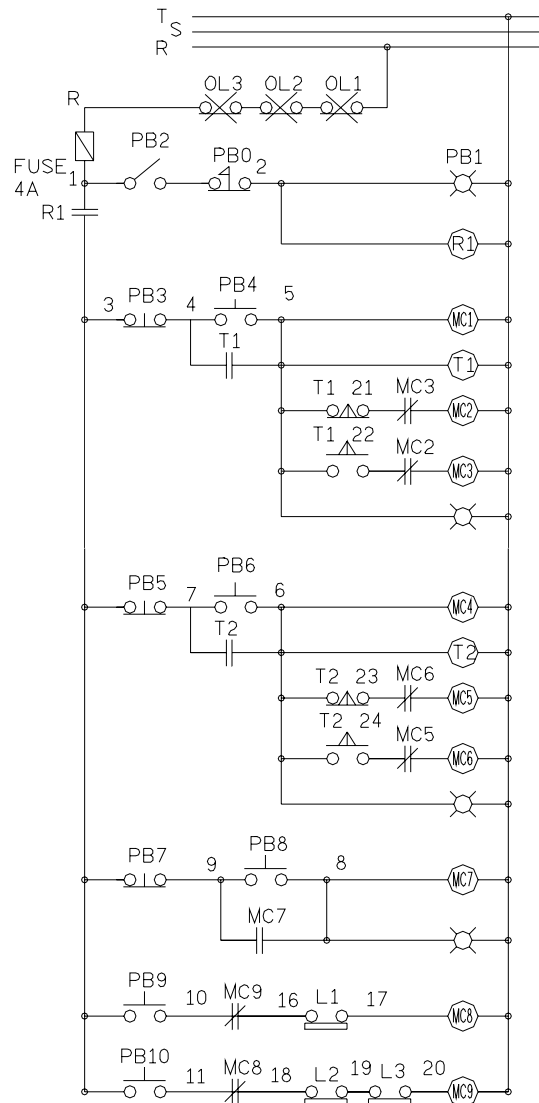 T
S
R
OL3 OL2 OL1
R
PB2 PB0 2 PB1
FUSE 1
4A
R1
R1
3 PB3 4 PB4 5
MC1
T1
T1
T1 21 MC3
MC2
T1 22 MC2
MC3
PB5 7 PB6 6
MC4
T2
T2
T2 23 MC6
MC5
T2 24 MC5
MC6
PB7 9 PB8 8
MC7
MC7
PB9 10 MC9 16 L1 17
MC8
PB10 11 MC8 18 L2 19 L3 20
MC9